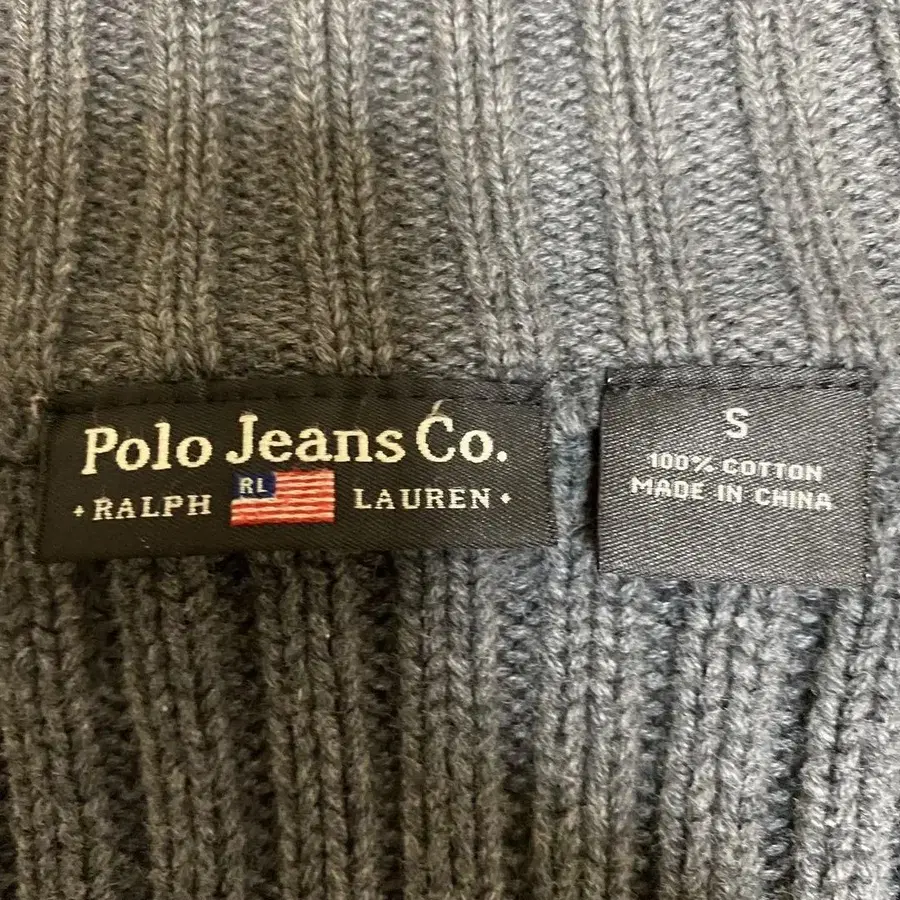 Polo Jeans Co.
RALPH RL LAUREN
S
100% COTTON
MADE IN CHINA